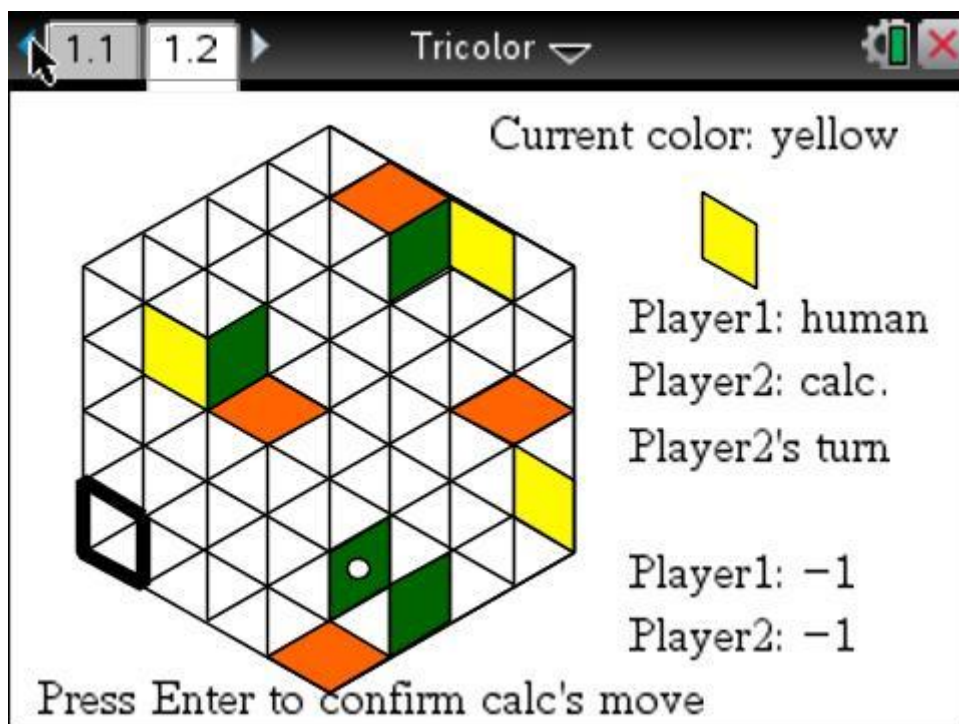 1.1 1.2 Tricolor
Current color: yellow
Player1: human
Player2: calc.
Player2's turn
Player1: −1
Player2: −1
Press Enter to confirm calc's move